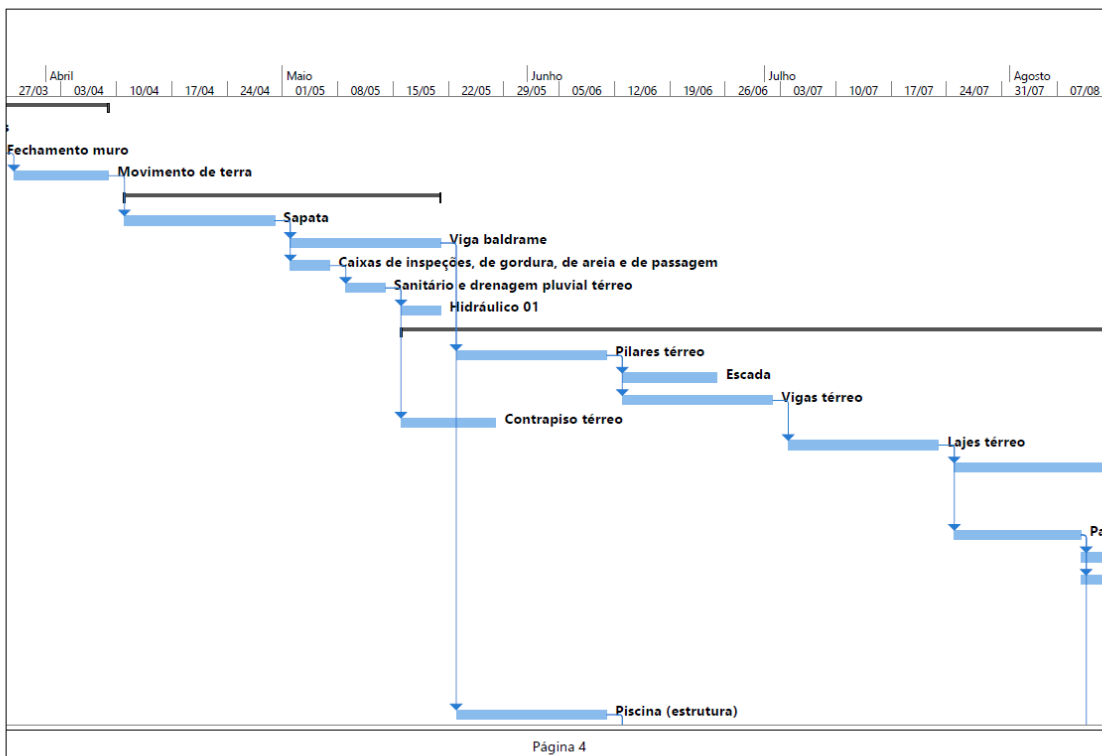 Abril Maio Junho Julho Agosto
27/03 03/04 10/04 17/04 24/04 01/05 08/05 15/05 22/05 29/05 05/06 12/06 19/06 26/06 03/07 10/07 17/07 24/07 31/07 07/08
s
Fechamento muro
Movimento de terra
Sapata
Viga baldrame
Caixas de inspeções, de gordura, de areia e de passagem
Sanitário e drenagem pluvial térreo
Hidráulico 01
Pilares térreo
Escada
Vigas térreo
Contrapiso térreo
Lajes térreo
Pa
Piscina (estrutura)
Página 4